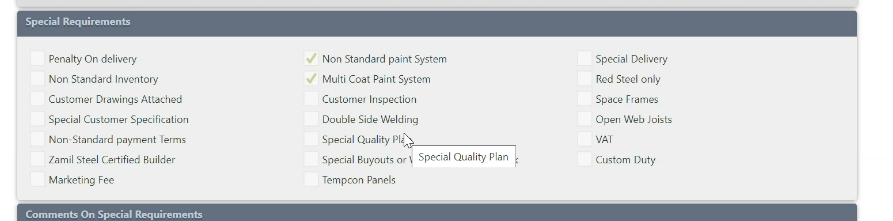 Special Requirements
Penalty On delivery
Non Standard paint System
Special Delivery
Non Standard Inventory
Multi Coat Paint System
Red Steel only
Customer Drawings Attached
Customer Inspection
Space Frames
Special Customer Specification
Double Side Welding
Open Web Joists
Non-Standard payment Terms
Special Quality
VAT
Zamil Steel Certified Builder
Special Buyouts or
Special Quality Plan
Custom Duty
Marketing Fee
Tempcon Panels
Comments On Special Requirements